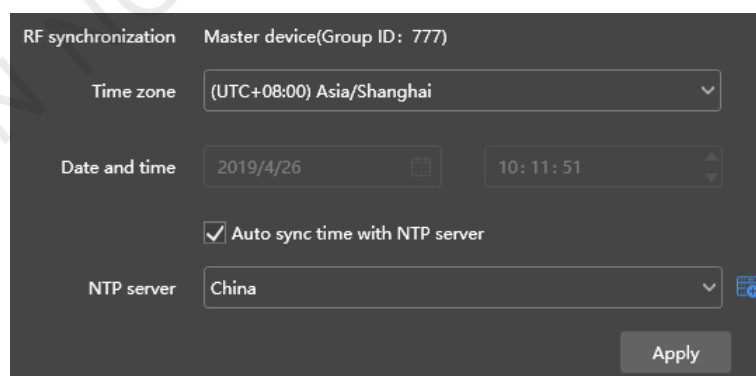 RF synchronization Master device(Group ID: 777)
Time zone (UTC+08:00) Asia/Shanghai
Date and time 2019/4/26 10:11:51
Auto sync time with NTP server
NTP server China
Apply